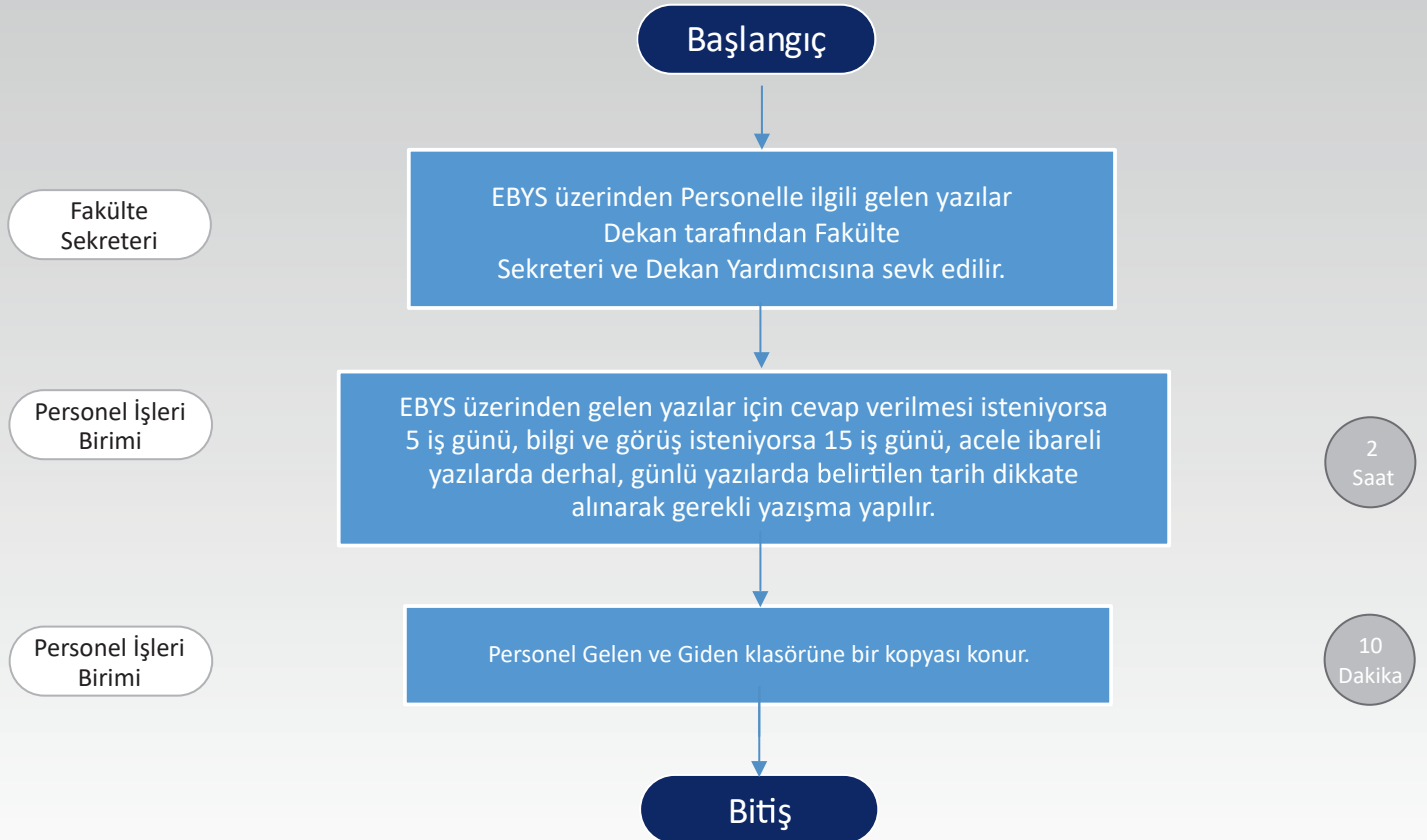 Başlangıç
Fakülte
Sekreteri
EBYS üzerinden Personelle ilgili gelen yazılar
Dekan tarafından Fakülte
Sekreteri ve Dekan Yardımcısına sevk edilir.
Personel İşleri
Birimi
EBYS üzerinden gelen yazılar için cevap verilmesi isteniyorsa
5 iş günü, bilgi ve görüş isteniyorsa 15 iş günü, acele ibareli
yazılarda derhal, günlü yazılarda belirtilen tarih dikkate
alınarak gerekli yazışma yapılır.
2
Saat
Personel İşleri
Birimi
Personel Gelen ve Giden klasörüne bir kopyası konur.
10
Dakika
Bitiş